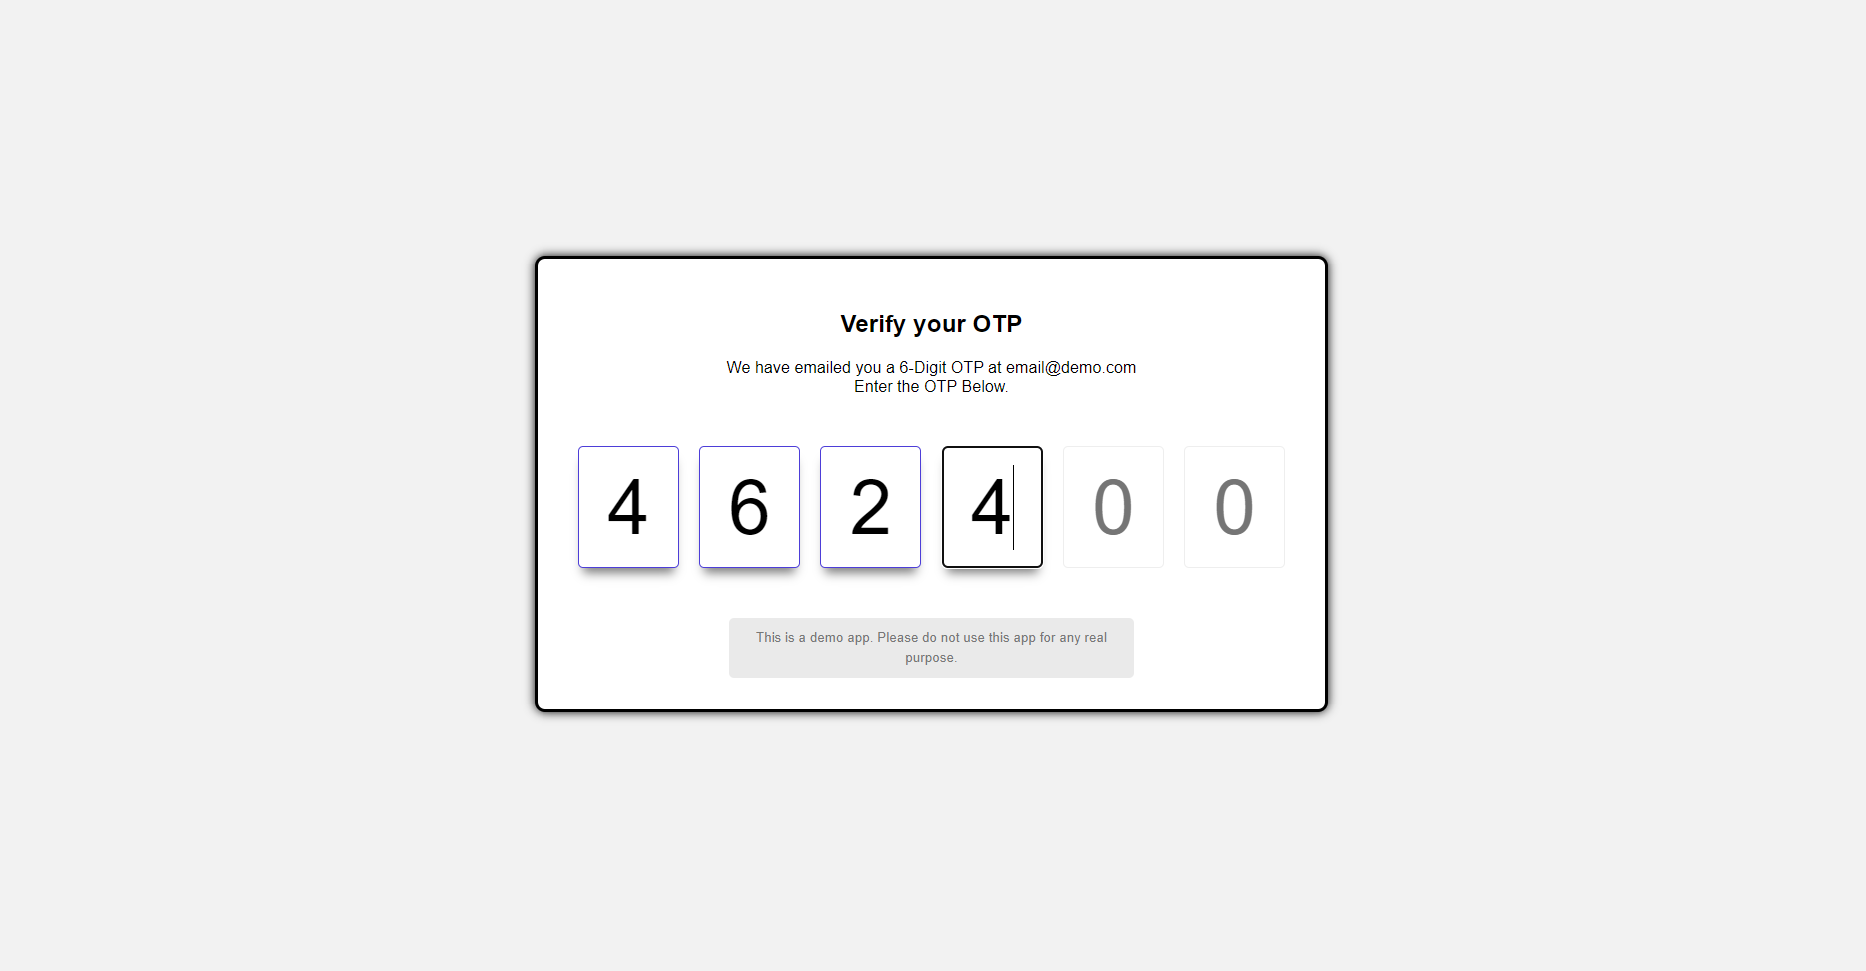 Verify your OTP
We have emailed you a 6-Digit OTP at email@demo.com
Enter the OTP Below.
4 6 2 4 0 0
This is a demo app. Please do not use this app for any real
purpose.